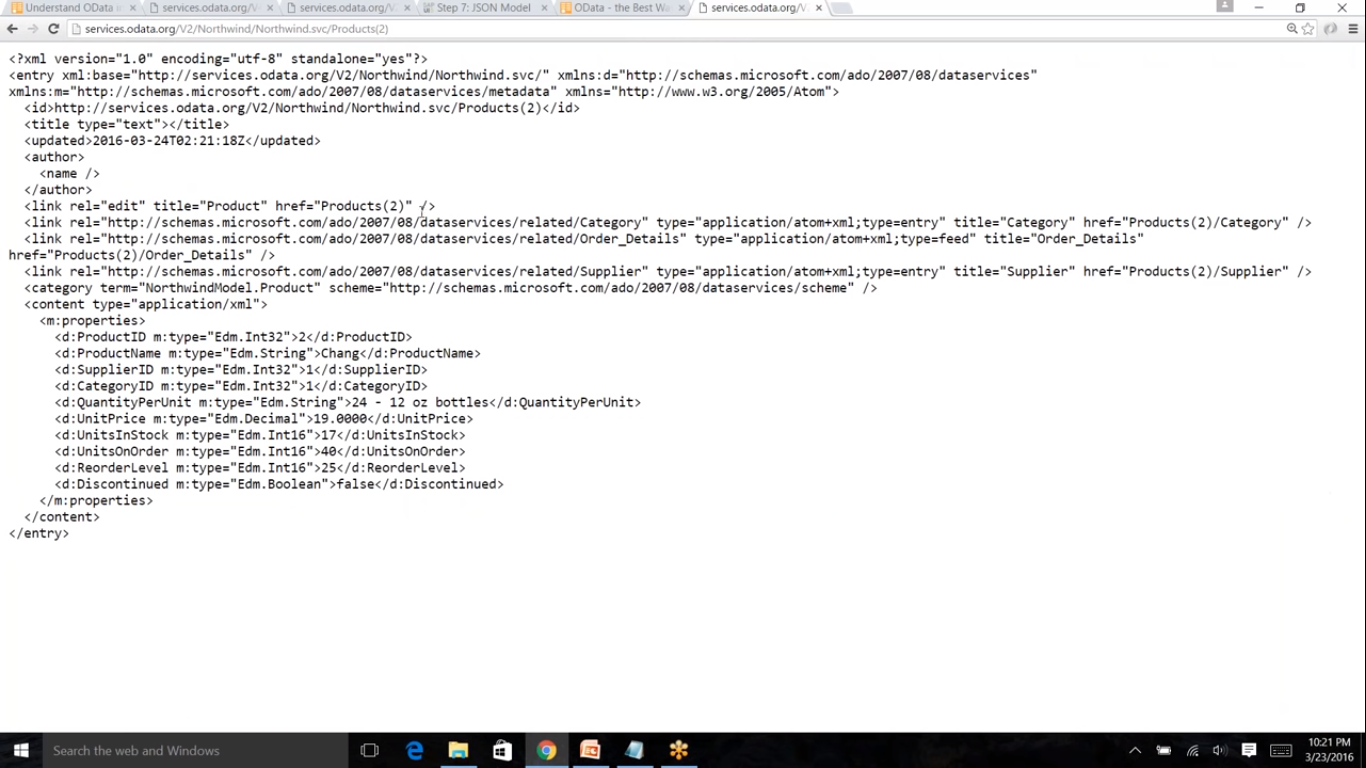 Understand OData in
services.odata.org/V
services.odata.org/V
Step 7: JSON Model
OData - the Best Wa
services.odata.org/V
services.odata.org/V2/Northwind/Northwind.svc/Products(2)
<?xml version="1.0" encoding="utf-8" standalone="yes"?>
<entry xml:base="http://services.odata.org/V2/Northwind/Northwind.svc/" xmlns:d="http://schemas.microsoft.com/ado/2007/08/dataservices"
xmlns:m="http://schemas.microsoft.com/ado/2007/08/dataservices/metadata" xmlns="http://www.w3.org/2005/Atom">
<id>http://services.odata.org/V2/Northwind/Northwind.svc/Products(2)</id>
<title type="text"></title>
<updated>2016-03-24T02:21:18Z</updated>
<author>
<name />
</author>
<link rel="edit" title="Product" href="Products(2)" />
<link rel="http://schemas.microsoft.com/ado/2007/08/dataservices/related/Category" type="application/atom+xml;type=entry" title="Category" href="Products(2)/Category" />
<link rel="http://schemas.microsoft.com/ado/2007/08/dataservices/related/Order_Details" type="application/atom+xml;type=feed" title="Order_Details"
href="Products(2)/Order_Details" />
<link rel="http://schemas.microsoft.com/ado/2007/08/dataservices/related/Supplier" type="application/atom+xml;type=entry" title="Supplier" href="Products(2)/Supplier" />
<category term="NorthwindModel.Product" scheme="http://schemas.microsoft.com/ado/2007/08/dataservices/scheme" />
<content type="application/xml">
<m:properties>
<d:ProductID m:type="Edm.Int32">2</d:ProductID>
<d:ProductName m:type="Edm.String">Chang</d:ProductName>
<d:SupplierID m:type="Edm.Int32">1</d:SupplierID>
<d:CategoryID m:type="Edm.Int32">1</d:CategoryID>
<d:QuantityPerUnit m:type="Edm.String">24 - 12 oz bottles</d:QuantityPerUnit>
<d:UnitPrice m:type="Edm.Decimal">19.0000</d:UnitPrice>
<d:UnitsInStock m:type="Edm.Int16">17</d:UnitsInStock>
<d:UnitsOnOrder m:type="Edm.Int16">40</d:UnitsOnOrder>
<d:ReorderLevel m:type="Edm.Int16">25</d:ReorderLevel>
<d:Discontinued m:type="Edm.Boolean">false</d:Discontinued>
</m:properties>
</content>
</entry>
Search the web and Windows
10:21 PM
3/23/2016